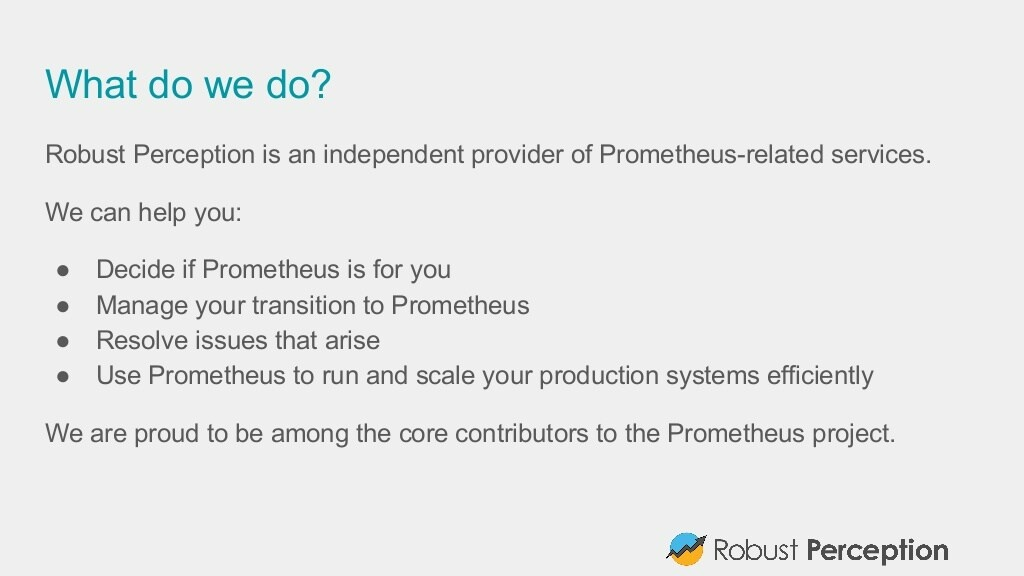 What do we do?
Robust Perception is an independent provider of Prometheus-related services.
We can help you:
● Decide if Prometheus is for you
● Manage your transition to Prometheus
● Resolve issues that arise
● Use Prometheus to run and scale your production systems efficiently
We are proud to be among the core contributors to the Prometheus project.
Robust Perception